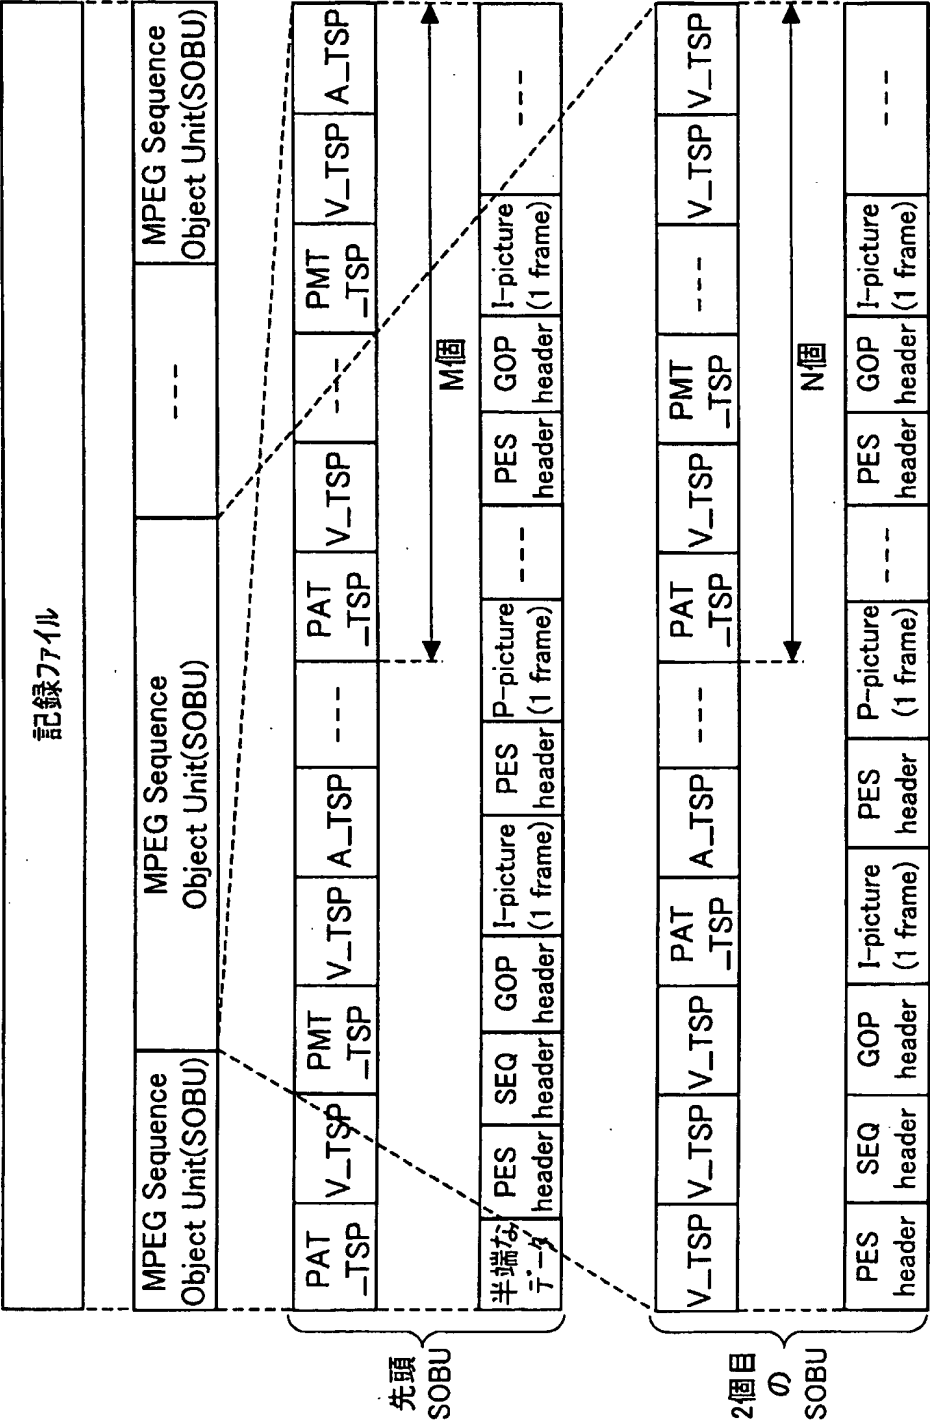 記録ファイル
MPEG Sequence
Object Unit(SOBU)
MPEG Sequence
Object Unit(SOBU)
---
MPEG Sequence
Object Unit(SOBU)
先頭
SOBU
PAT
_TSP
V_TSP
PMT
_TSP
V_TSP
A_TSP
---
PAT
_TSP
V_TSP
---
PMT
_TSP
V_TSP
A_TSP
M個
半端な
データ
PES
header
SEQ
header
GOP
header
I-picture
(1 frame)
PES
header
P-picture
(1 frame)
---
PES
header
GOP
header
I-picture
(1 frame)
---
2個目
の
SOBU
V_TSP
V_TSP
V_TSP
PAT
_TSP
A_TSP
---
PAT
_TSP
V_TSP
PMT
_TSP
---
V_TSP
V_TSP
N個
PES
header
SEQ
header
GOP
header
I-picture
(1 frame)
PES
header
P-picture
(1 frame)
---
PES
header
GOP
header
I-picture
(1 frame)
---